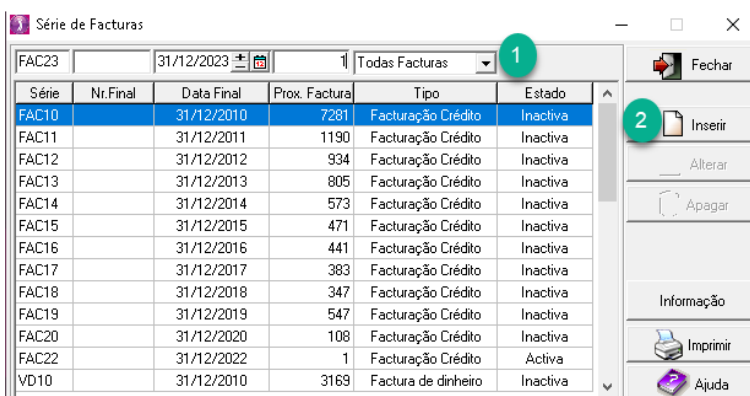 Série de Facturas
FAC23 31/12/2023 1 Todas Facturas 1 Fechar
Série Nr.Final Data Final Prox. Factura Tipo Estado
FAC10 31/12/2010 7281 Facturação Crédito Inactiva 2 Inserir
FAC11 31/12/2011 1190 Facturação Crédito Inactiva
FAC12 31/12/2012 934 Facturação Crédito Inactiva Alterar
FAC13 31/12/2013 805 Facturação Crédito Inactiva
FAC14 31/12/2014 573 Facturação Crédito Inactiva Apagar
FAC15 31/12/2015 471 Facturação Crédito Inactiva
FAC16 31/12/2016 441 Facturação Crédito Inactiva
FAC17 31/12/2017 383 Facturação Crédito Inactiva
FAC18 31/12/2018 347 Facturação Crédito Inactiva Informação
FAC19 31/12/2019 547 Facturação Crédito Inactiva
FAC20 31/12/2020 108 Facturação Crédito Inactiva Imprimir
FAC22 31/12/2022 1 Facturação Crédito Activa
VD10 31/12/2010 3169 Factura de dinheiro Inactiva Ajuda